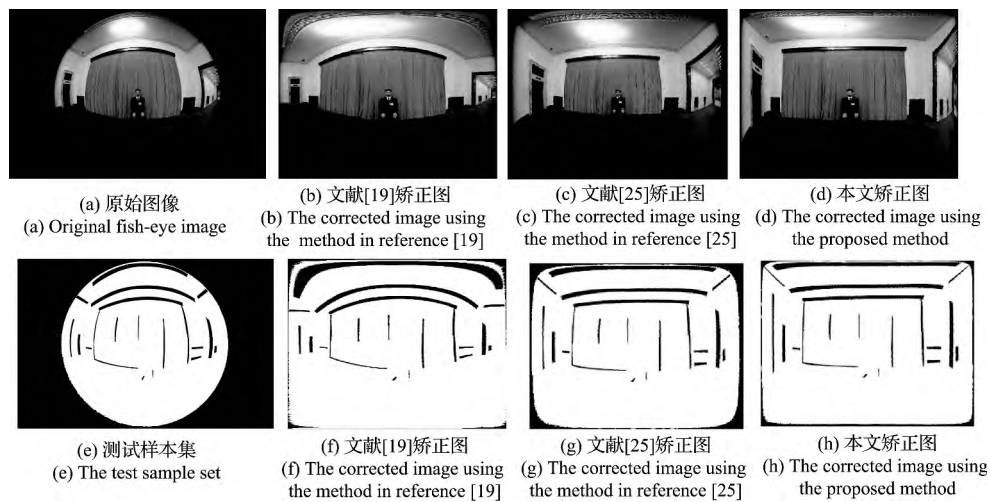 (a) 原始图像
(a) Original fish-eye image
(b) 文献[19]矫正图
(b) The corrected image using
the method in reference [19]
(c) 文献[25]矫正图
(c) The corrected image using
the method in reference [25]
(d) 本文矫正图
(d) The corrected image using
the proposed method
(e) 测试样本集
(e) The test sample set
(f) 文献[19]矫正图
(f) The corrected image using
the method in reference [19]
(g) 文献[25]矫正图
(g) The corrected image using
the method in reference [25]
(h) 本文矫正图
(h) The corrected image using
the proposed method